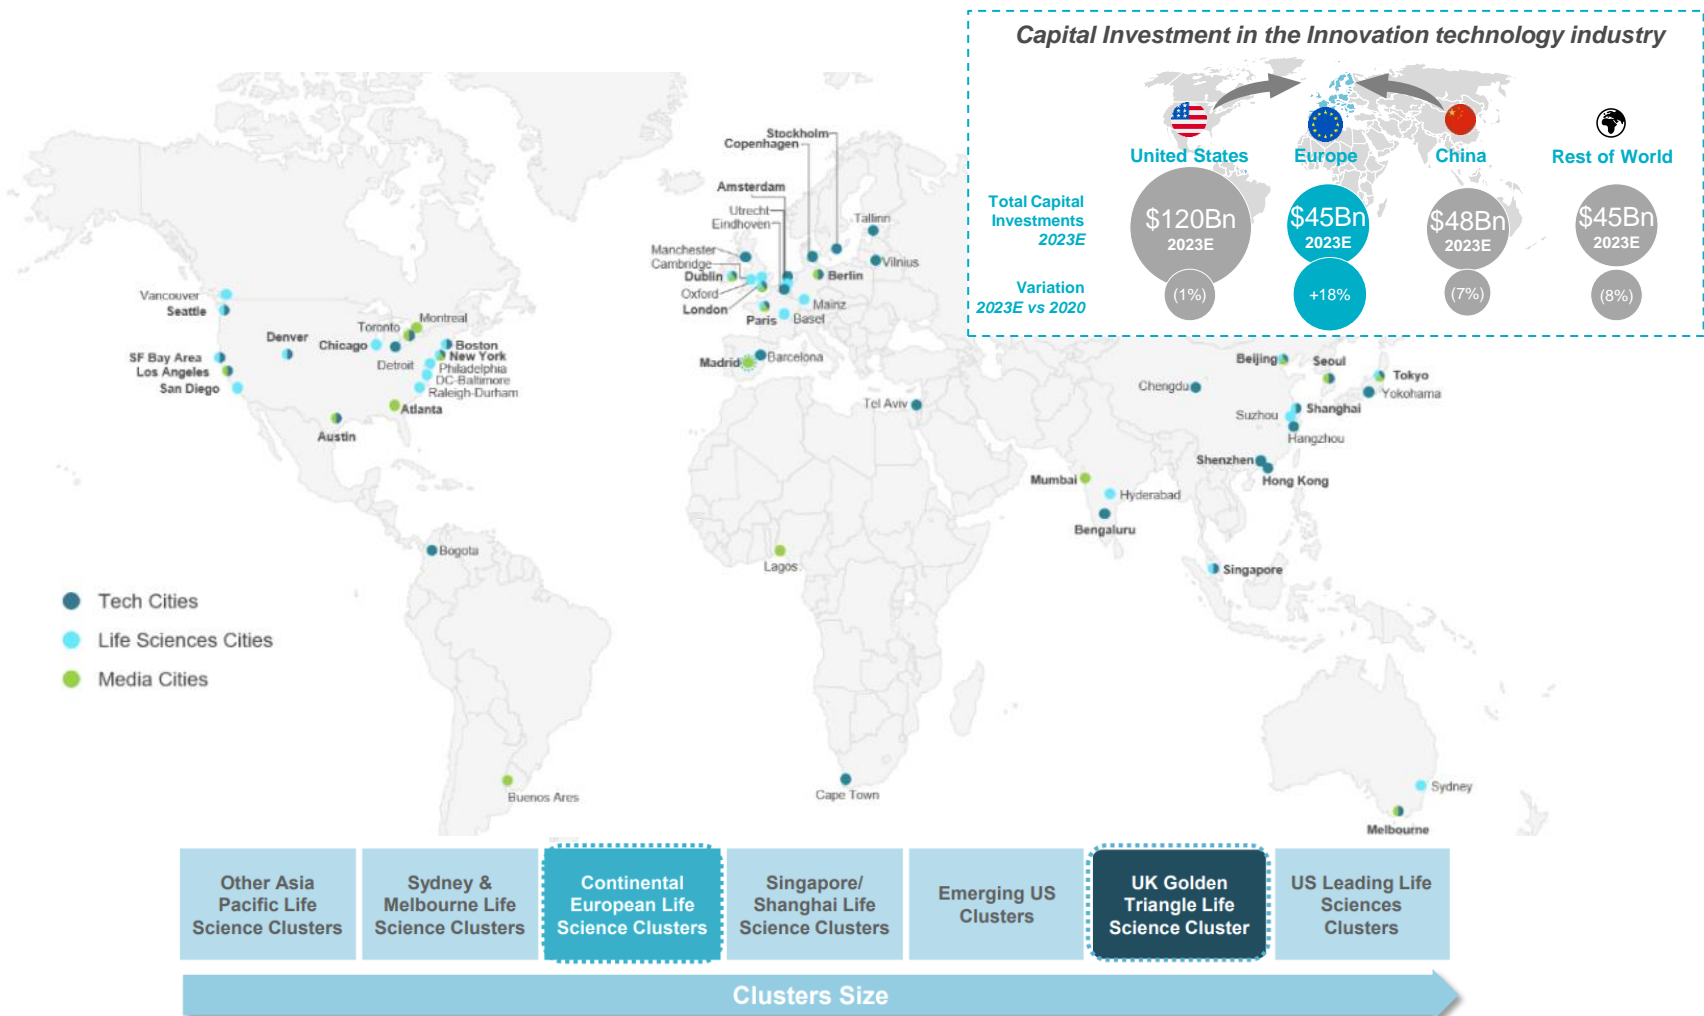 Capital Investment in the Innovation technology industry
United States
Europe
China
Rest of World
Total Capital
Investments
2023E
$120Bn
2023E
$45Bn
2023E
$48Bn
2023E
$45Bn
2023E
Variation
2023E vs 2020
(1%)
+18%
(7%)
(8%)
Stockholm
Copenhagen
Amsterdam
Utrecht
Eindhoven
Tallinn
Manchester
Cambridge
Dublin
Oxford
London
Vilnius
Berlin
Mainz
Paris
Basel
Madrid
Barcelona
Tel Aviv
Vancouver
Seattle
Denver
Toronto
Montreal
Chicago
Boston
New York
Detroit
Philadelphia
DC-Baltimore
Raleigh-Durham
SF Bay Area
Los Angeles
San Diego
Atlanta
Austin
Beijing
Seoul
Tokyo
Chengdu
Yokohama
Suzhou
Shanghai
Hangzhou
Shenzhen
Hong Kong
Mumbai
Hyderabad
Bengaluru
Bogota
Lagos
Singapore
Tech Cities
Life Sciences Cities
Media Cities
Buenos Ares
Cape Town
Sydney
Melbourne
Other Asia
Pacific Life
Science Clusters
Sydney &
Melbourne Life
Science Clusters
Continental
European Life
Science Clusters
Singapore/
Shanghai Life
Science Clusters
Emerging US
Clusters
UK Golden
Triangle Life
Science Cluster
US Leading Life
Sciences
Clusters
Clusters Size